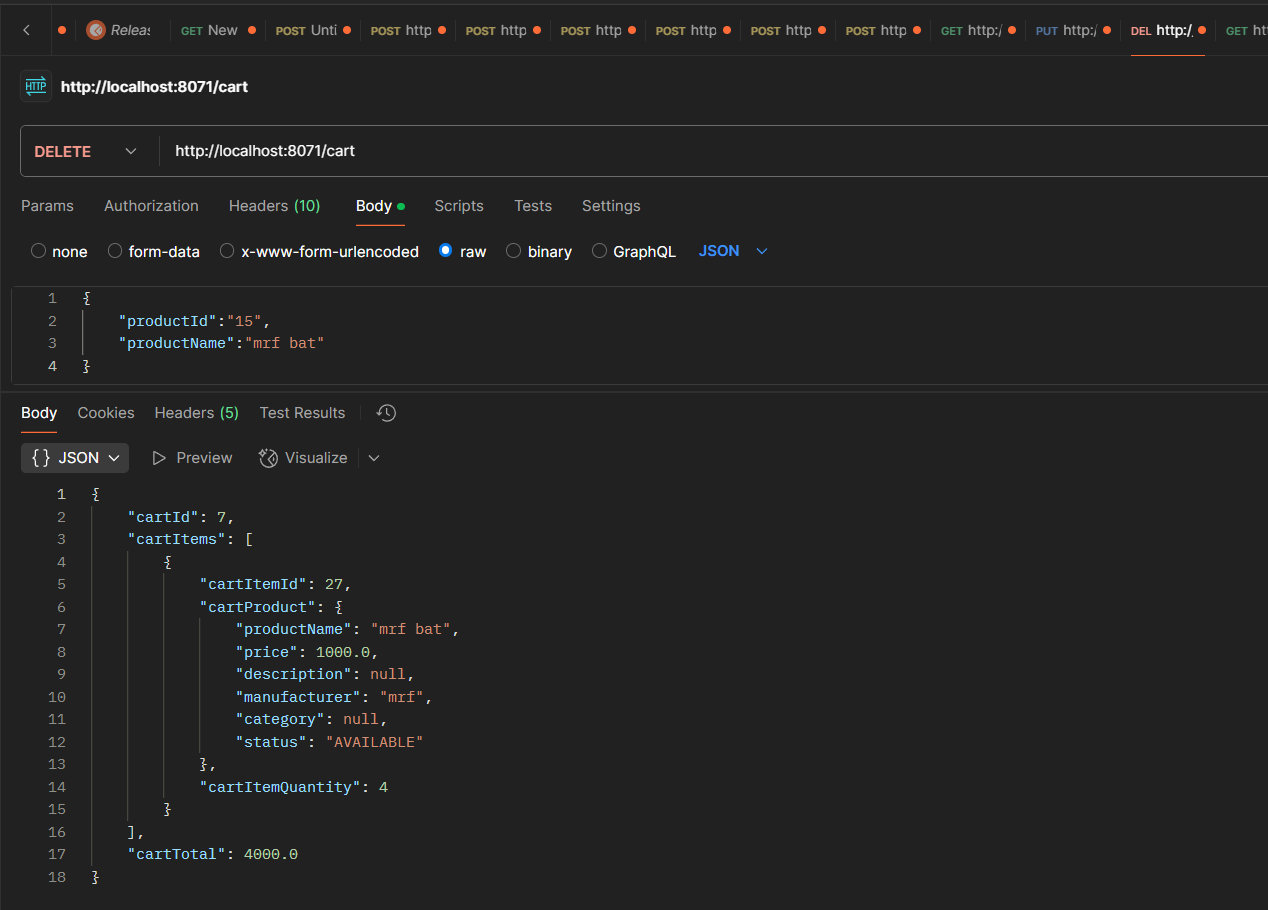 Releas GET New POST Unti POST http POST http POST http POST http POST http POST http GET http:/ PUT http:/ DEL http:/ GET htt
HTTP http://localhost:8071/cart
DELETE http://localhost:8071/cart
Params Authorization Headers (10) Body Scripts Tests Settings
none form-data x-www-form-urlencoded raw binary GraphQL JSON
1 {
2 "productId":"15",
3 "productName":"mrf bat"
4 }
Body Cookies Headers (5) Test Results
{} JSON Preview Visualize
1 {
2 "cartId": 7,
3 "cartItems": [
4 {
5 "cartItemId": 27,
6 "cartProduct": {
7 "productName": "mrf bat",
8 "price": 1000.0,
9 "description": null,
10 "manufacturer": "mrf",
11 "category": null,
12 "status": "AVAILABLE"
13 },
14 "cartItemQuantity": 4
15 }
16 ],
17 "cartTotal": 4000.0
18 }